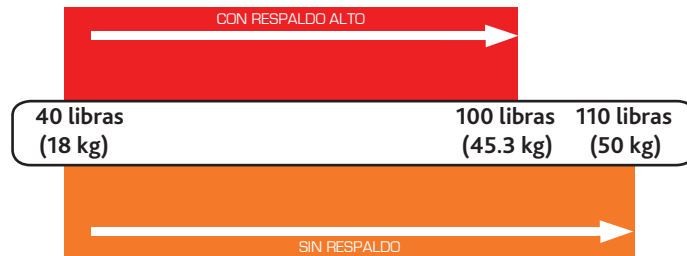 CON RESPALDO ALTO
40 libras 100 libras 110 libras
(18 kg) (45.3 kg) (50 kg)
SIN RESPALDO